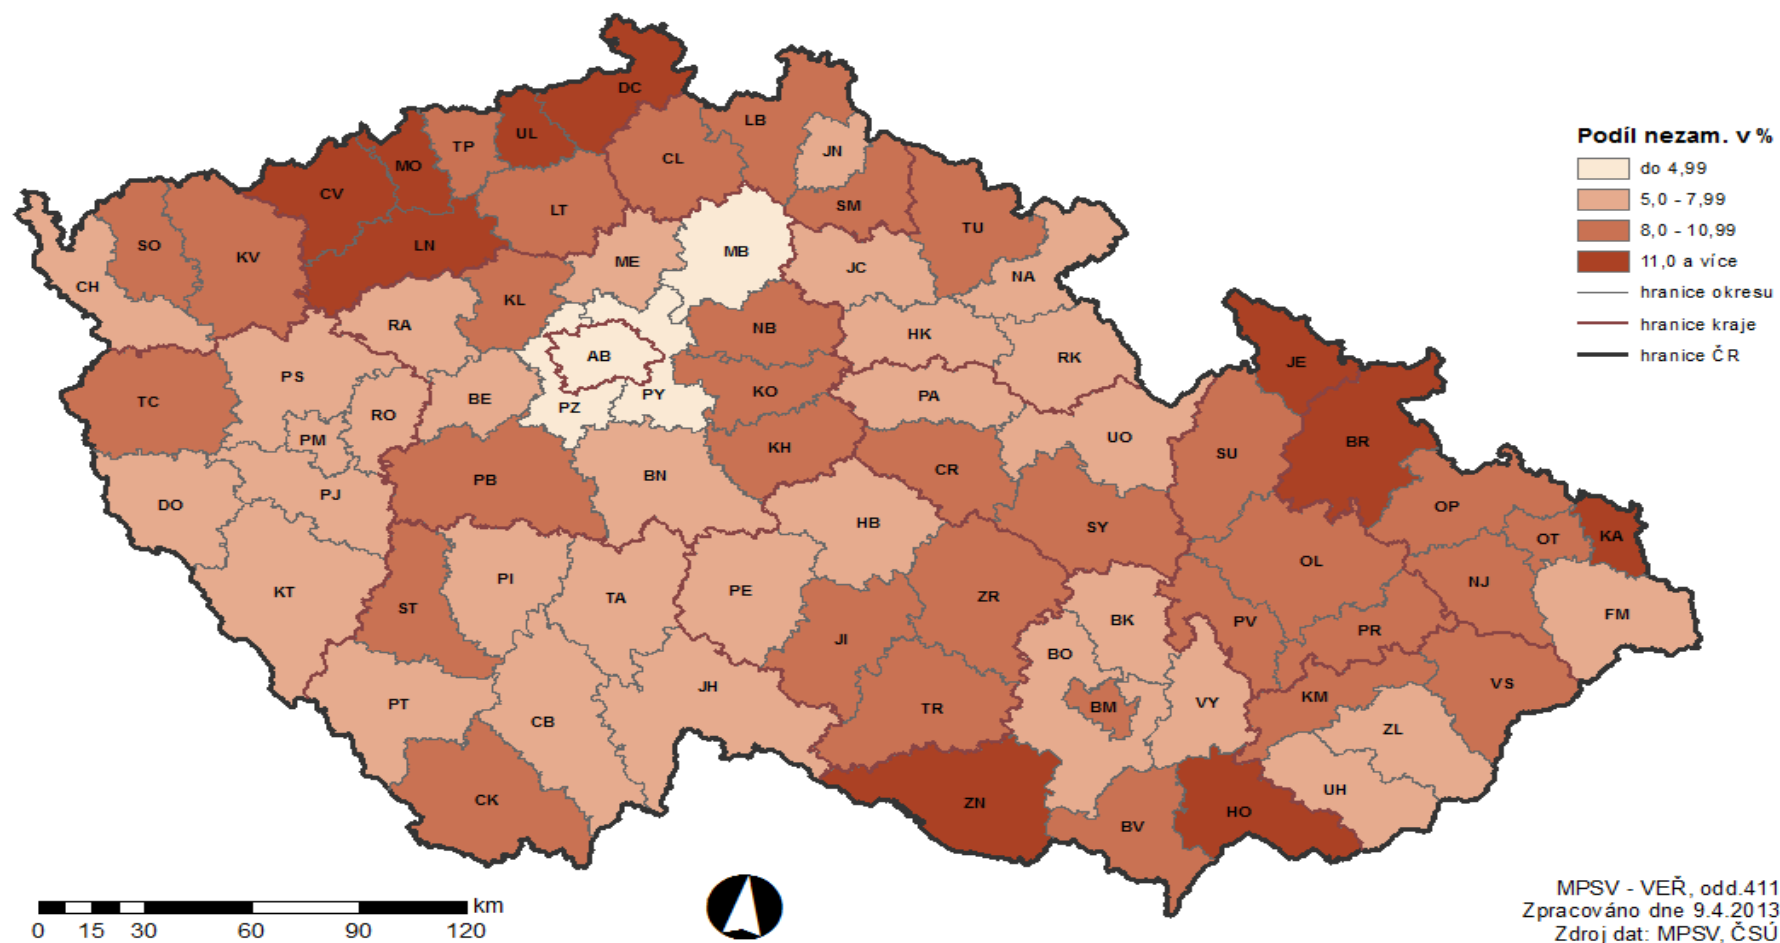 DC
LB
UL
TP
JN
CL
MO
CV
LT
SM
TU
SO
LN
KV
MB
ME
JC
NA
CH
KL
RA
NB
HK
AB
RK
JE
PS
KO
PA
BE
PY
TC
PZ
RO
PM
UO
BR
KH
SU
CR
BN
PB
PJ
DO
OP
HB
SY
KA
OT
OL
PI
NJ
KT
PE
ZR
TA
ST
FM
BK
PV
PR
JI
BO
VS
JH
KM
PT
VY
BM
TR
CB
ZL
UH
CK
ZN
HO
BV
Podíl nezam. v %
do 4,99
5,0 - 7,99
8,0 - 10,99
11,0 a více
hranice okresu
hranice kraje
hranice ČR
km
0 15 30 60 90 120
MPSV - VEŘ, odd.411
Zpracováno dne 9.4.2013
Zdroj dat: MPSV, ČSÚ